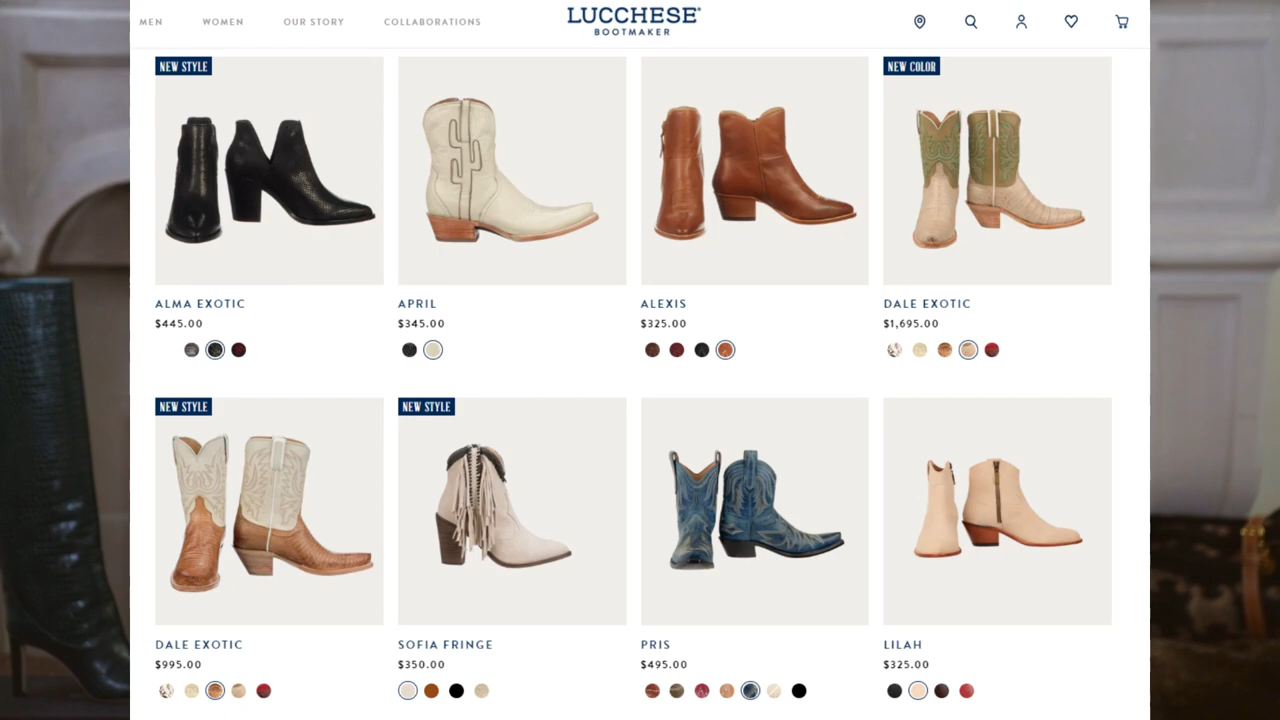 MEN WOMEN OUR STORY COLLABORATIONS
LUCCHESE®
BOOTMAKER
NEW STYLE
NEW COLOR
ALMA EXOTIC
$445.00
APRIL
$345.00
ALEXIS
$325.00
DALE EXOTIC
$1,695.00
NEW STYLE
NEW STYLE
DALE EXOTIC
$995.00
SOFIA FRINGE
$350.00
PRIS
$495.00
LILAH
$325.00